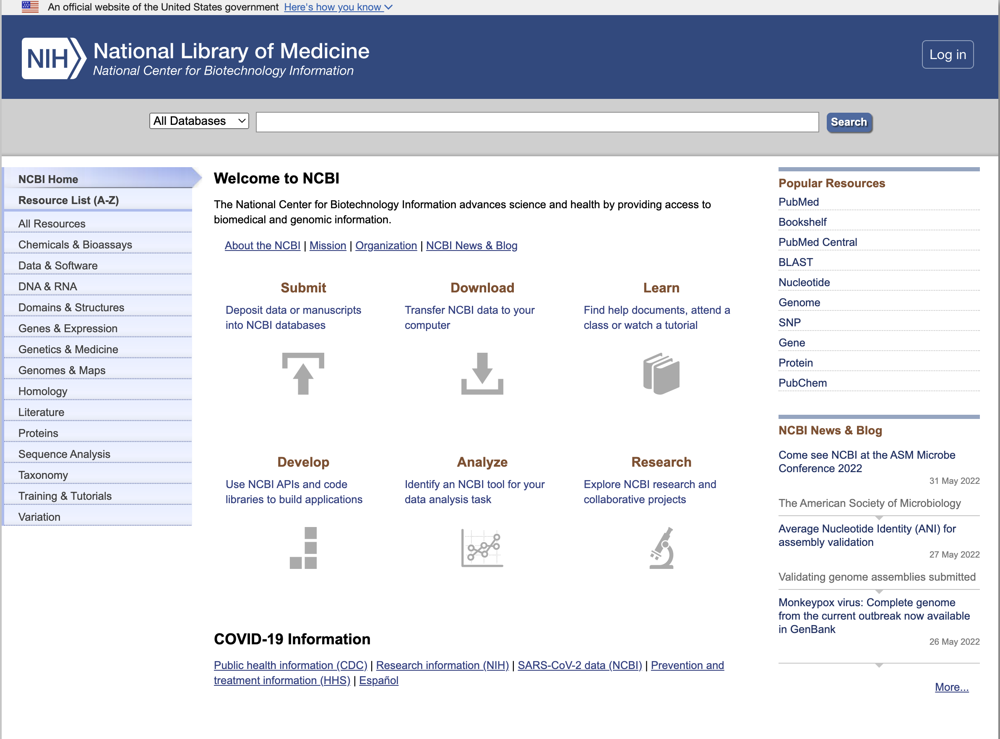 An official website of the United States government Here's how you know
NIH
National Library of Medicine
National Center for Biotechnology Information
Log in
All Databases
Search
NCBI Home
Resource List (A-Z)
All Resources
Chemicals & Bioassays
Data & Software
DNA & RNA
Domains & Structures
Genes & Expression
Genetics & Medicine
Genomes & Maps
Homology
Literature
Proteins
Sequence Analysis
Taxonomy
Training & Tutorials
Variation
Welcome to NCBI
The National Center for Biotechnology Information advances science and health by providing access to
biomedical and genomic information.
About the NCBI | Mission | Organization | NCBI News & Blog
Submit
Deposit data or manuscripts
into NCBI databases
Download
Transfer NCBI data to your
computer
Learn
Find help documents, attend a
class or watch a tutorial
Develop
Use NCBI APIs and code
libraries to build applications
Analyze
Identify an NCBI tool for your
data analysis task
Research
Explore NCBI research and
collaborative projects
COVID-19 Information
Public health information (CDC) | Research information (NIH) | SARS-CoV-2 data (NCBI) | Prevention and
treatment information (HHS) | Español
Popular Resources
PubMed
Bookshelf
PubMed Central
BLAST
Nucleotide
Genome
SNP
Gene
Protein
PubChem
NCBI News & Blog
Come see NCBI at the ASM Microbe
Conference 2022
31 May 2022
The American Society of Microbiology
Average Nucleotide Identity (ANI) for
assembly validation
27 May 2022
Validating genome assemblies submitted
Monkeypox virus: Complete genome
from the current outbreak now available
in GenBank
26 May 2022
More...